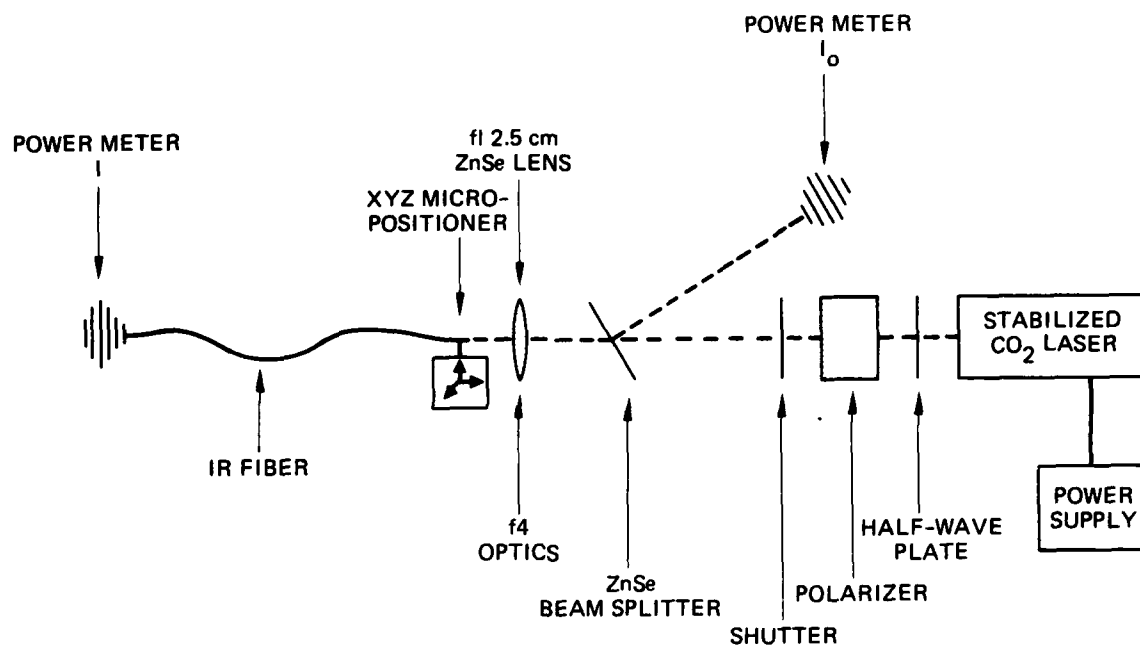 POWER METER
I₀
POWER METER
I
fl 2.5 cm
ZnSe LENS
XYZ MICRO-
POSITIONER
STABILIZED
CO₂ LASER
IR FIBER
f4
OPTICS
ZnSe
BEAM SPLITTER
SHUTTER
POLARIZER
HALF-WAVE
PLATE
POWER
SUPPLY